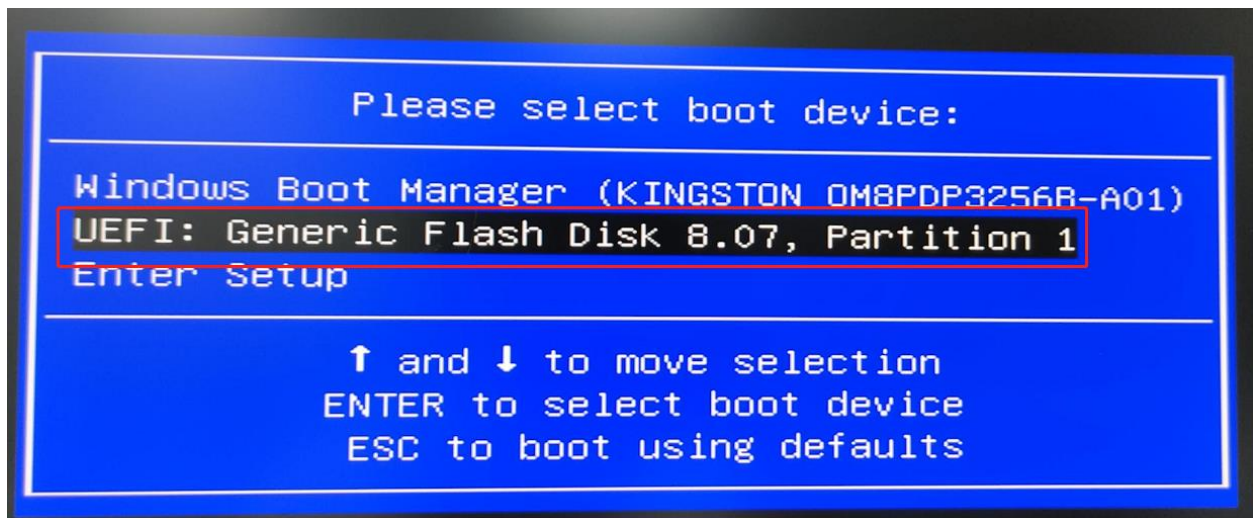 Please select boot device:
Windows Boot Manager (KINGSTON OM8PDP3256B-A01)
UEFI: Generic Flash Disk 8.07, Partition 1
Enter Setup
↑ and ↓ to move selection
ENTER to select boot device
ESC to boot using defaults